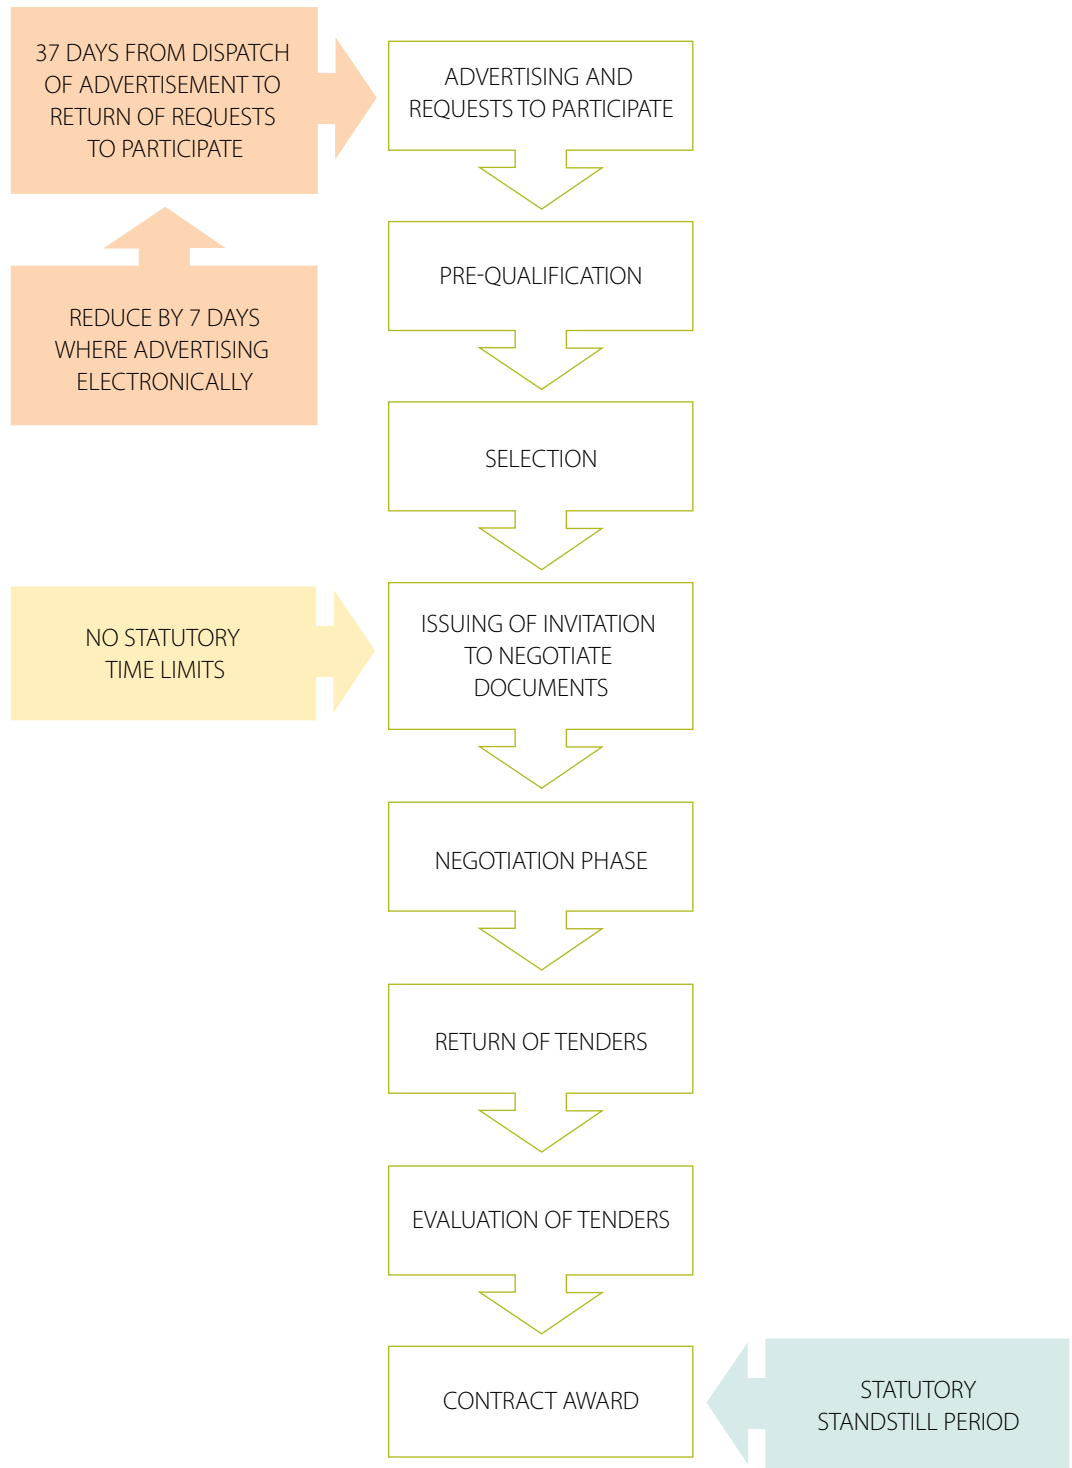 37 DAYS FROM DISPATCH
OF ADVERTISEMENT TO
RETURN OF REQUESTS
TO PARTICIPATE
ADVERTISING AND
REQUESTS TO PARTICIPATE
REDUCE BY 7 DAYS
WHERE ADVERTISING
ELECTRONICALLY
PRE-QUALIFICATION
SELECTION
NO STATUTORY
TIME LIMITS
ISSUING OF INVITATION
TO NEGOTIATE
DOCUMENTS
NEGOTIATION PHASE
RETURN OF TENDERS
EVALUATION OF TENDERS
CONTRACT AWARD
STATUTORY
STANDSTILL PERIOD